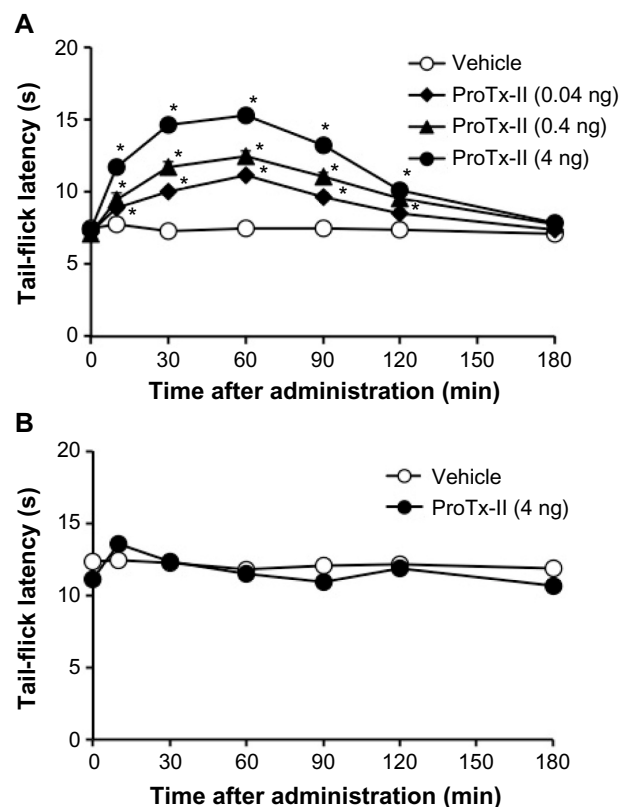 A
20
15
10
5
0
Tail-flick latency (s)
Vehicle
ProTx-II (0.04 ng)
ProTx-II (0.4 ng)
ProTx-II (4 ng)
* * * * *
* * * * *
* * * * *
0 30 60 90 120 150 180
Time after administration (min)
B
20
15
10
5
0
Tail-flick latency (s)
Vehicle
ProTx-II (4 ng)
0 30 60 90 120 150 180
Time after administration (min)